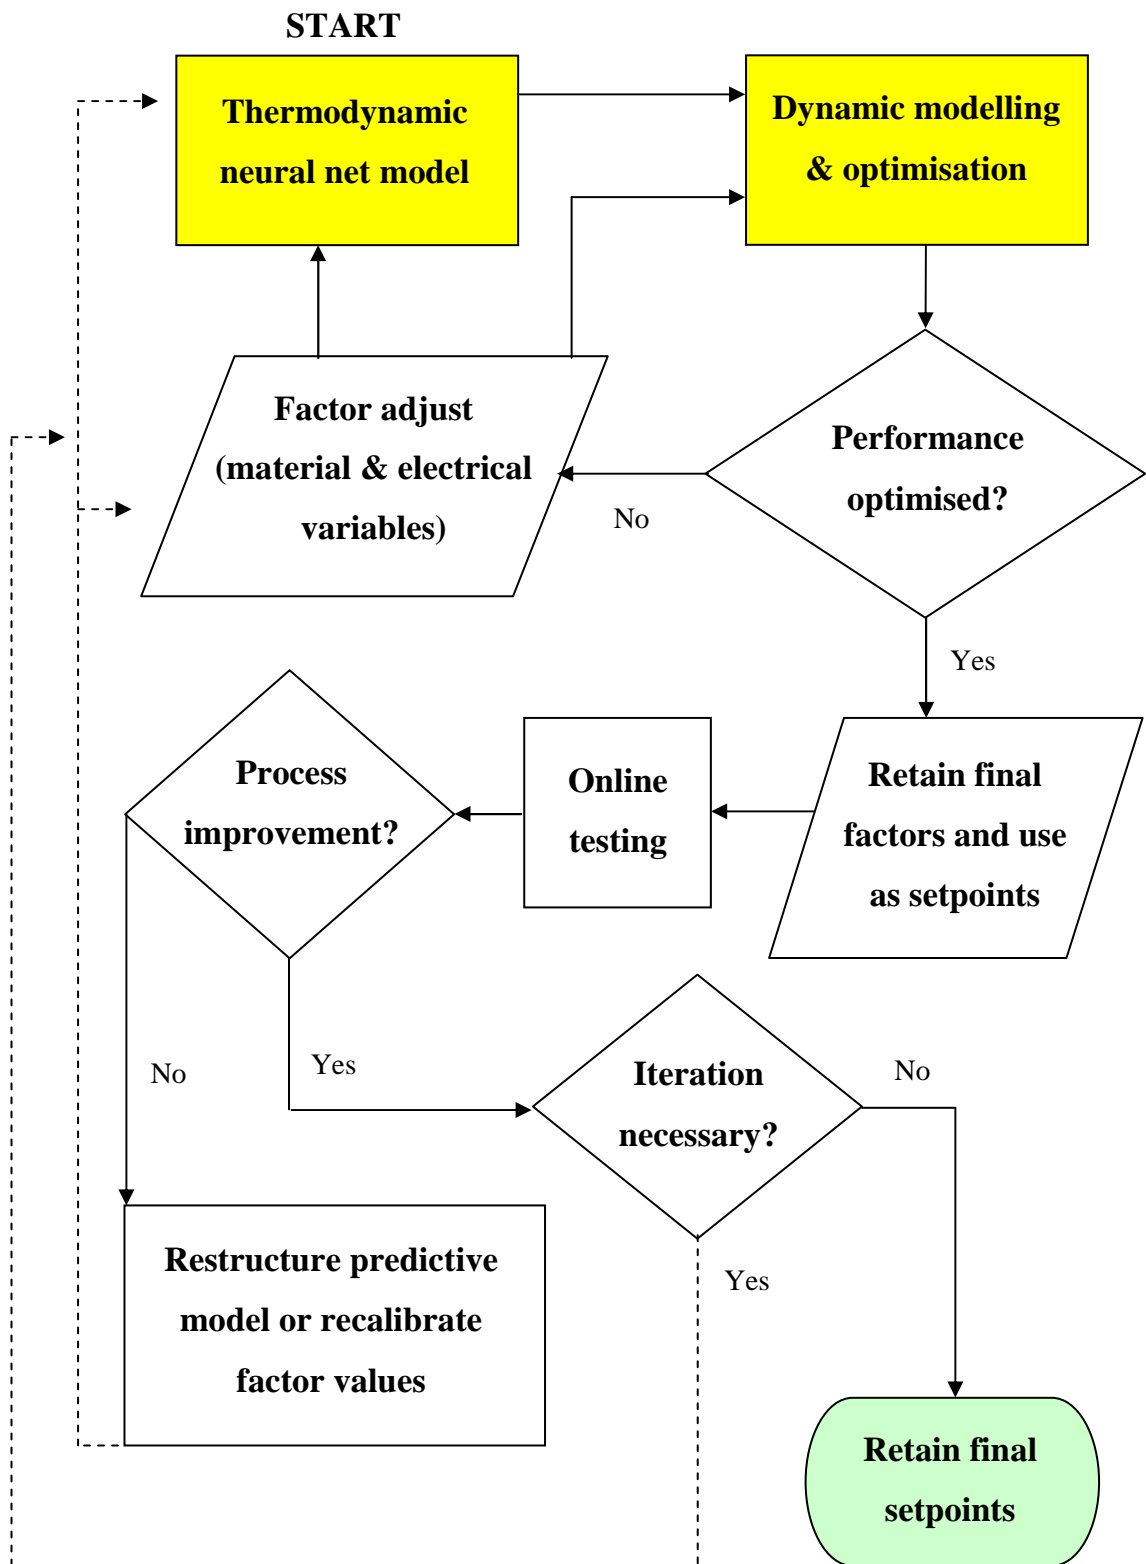 START
Thermodynamic
neural net model
Dynamic modelling
& optimisation
Factor adjust
(material & electrical
variables)
Performance
optimised?
No
Yes
Process
improvement?
Online
testing
Retain final
factors and use
as setpoints
No
Yes
Iteration
necessary?
No
Yes
Restructure predictive
model or recalibrate
factor values
Retain final
setpoints